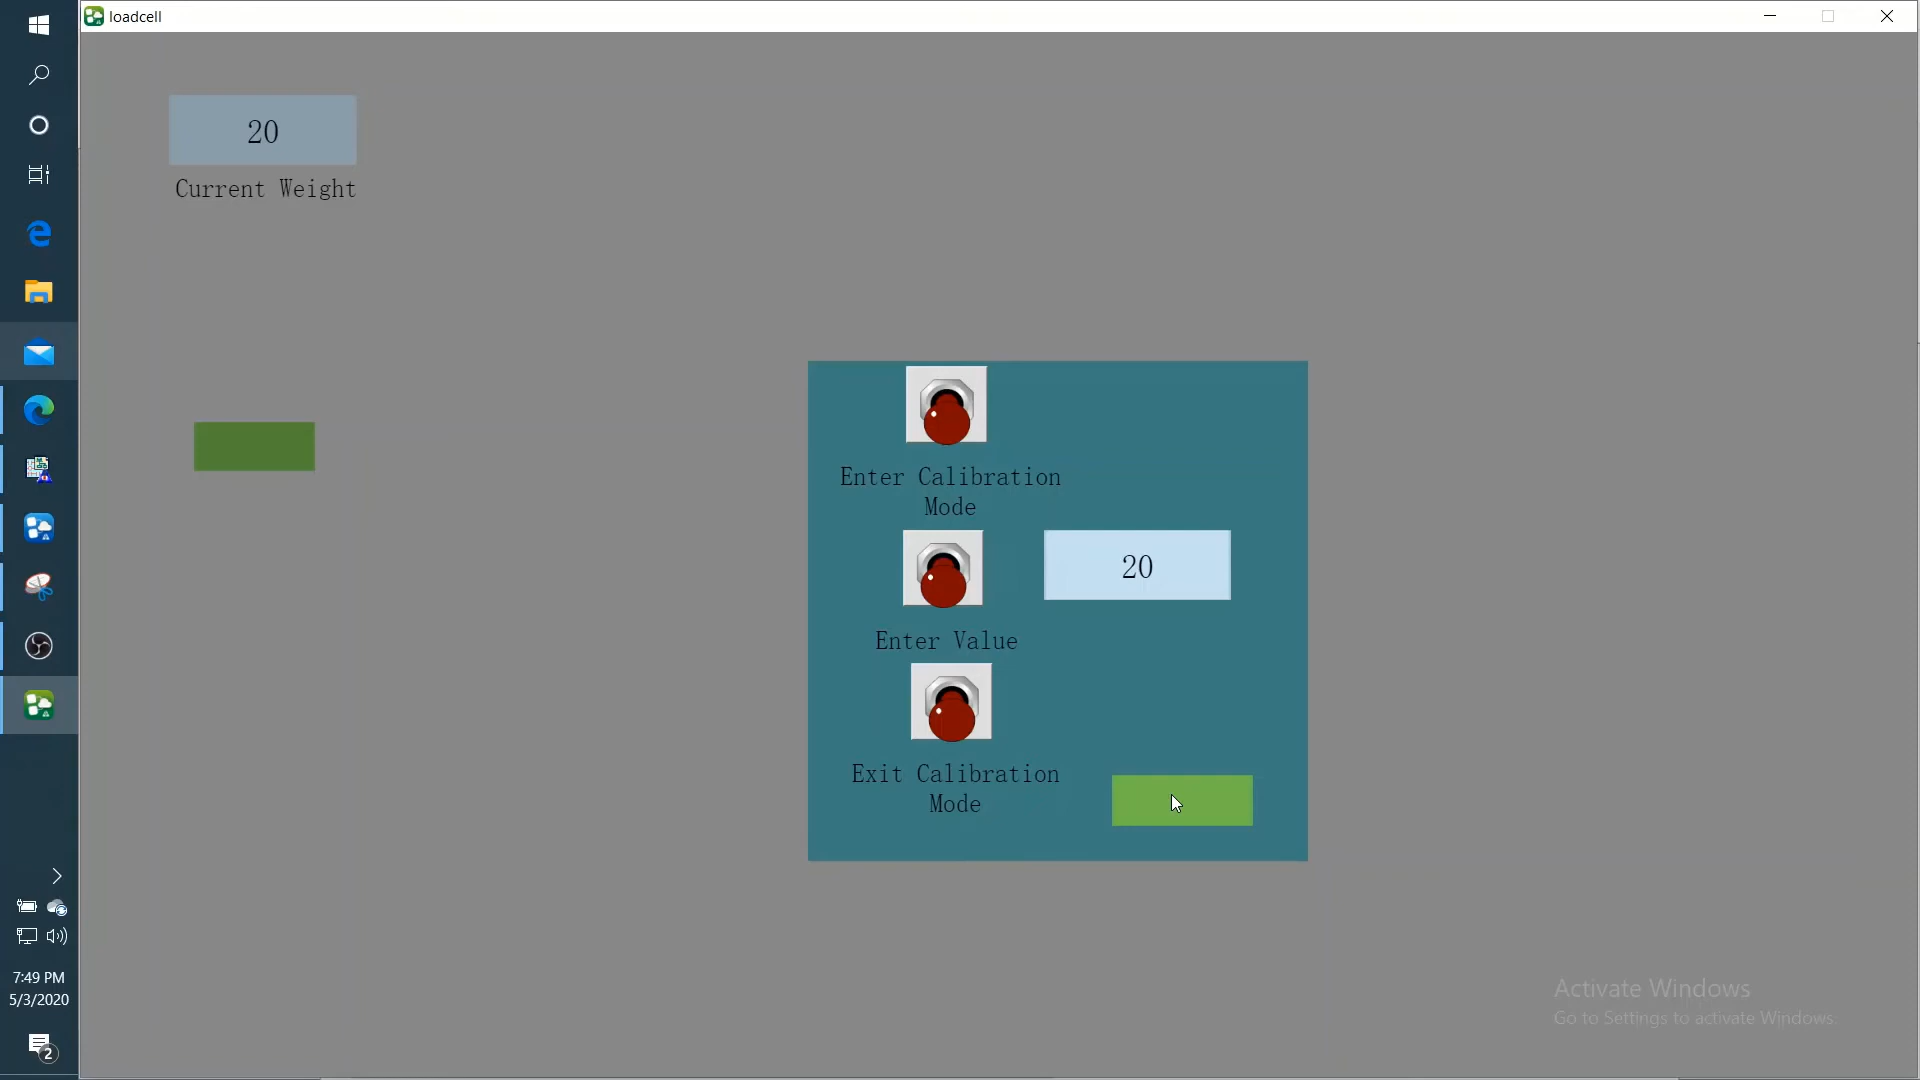 loadcell
20
Current Weight
Enter Calibration
Mode
20
Enter Value
Exit Calibration
Mode
7:49 PM
5/3/2020
2
Activate Windows
Go to Settings to activate Windows.